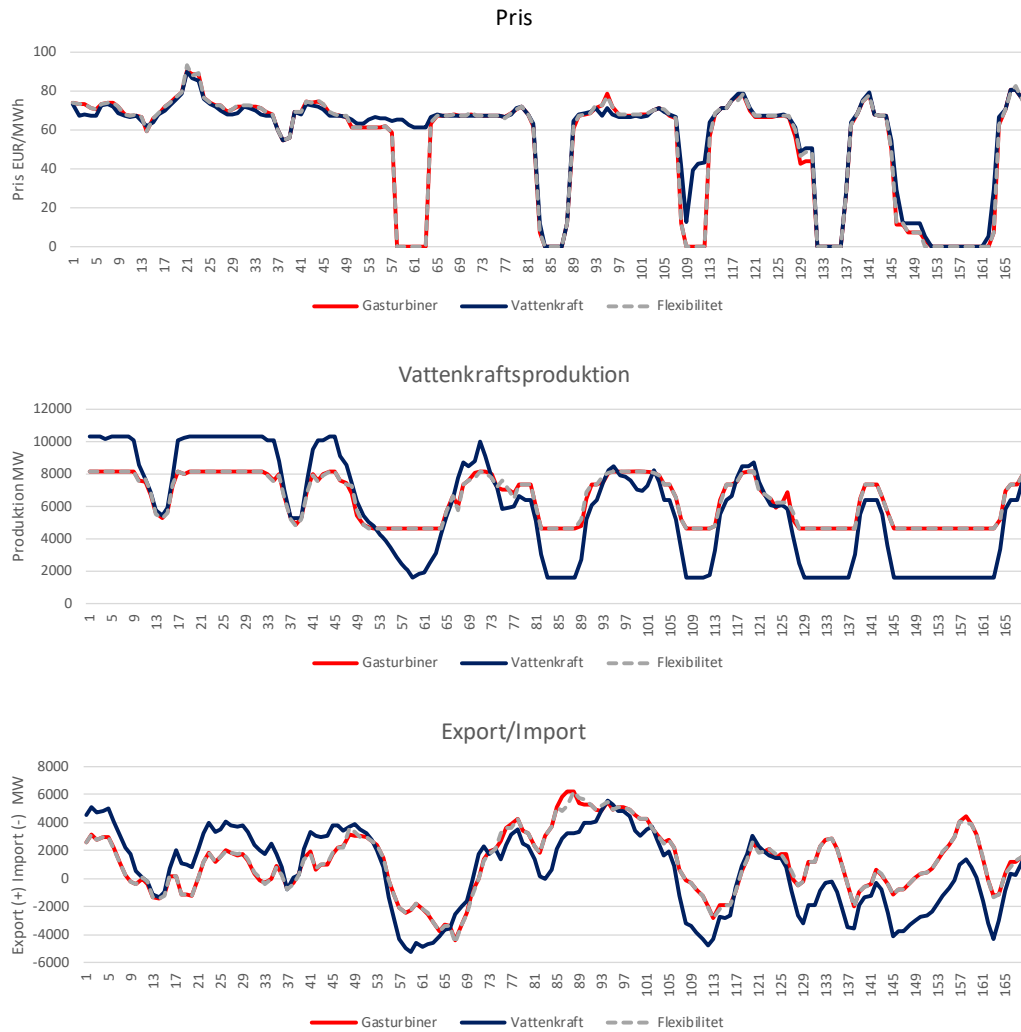 Pris
Pris EUR/MWh
100
80
60
40
20
0
1 5 9 13 17 21 25 29 33 37 41 45 49 53 57 61 65 69 73 77 81 85 89 93 97 101 105 109 113 117 121 125 129 133 137 141 145 149 153 157 161 165
Gasturbiner Vattenkraft Flexibilitet
Vattenkraftsproduktion
Produktion MW
12000
10000
8000
6000
4000
2000
0
1 5 9 13 17 21 25 29 33 37 41 45 49 53 57 61 65 69 73 77 81 85 89 93 97 101 105 109 113 117 121 125 129 133 137 141 145 149 153 157 161 165
Gasturbiner Vattenkraft Flexibilitet
Export/Import
Export (+) Import (-) MW
8000
6000
4000
2000
0
-2000
-4000
-6000
1 5 9 13 17 21 25 29 33 37 41 45 49 53 57 61 65 69 73 77 81 85 89 93 97 101 105 109 113 117 121 125 129 133 137 141 145 149 153 157 161 165
Gasturbiner Vattenkraft Flexibilitet